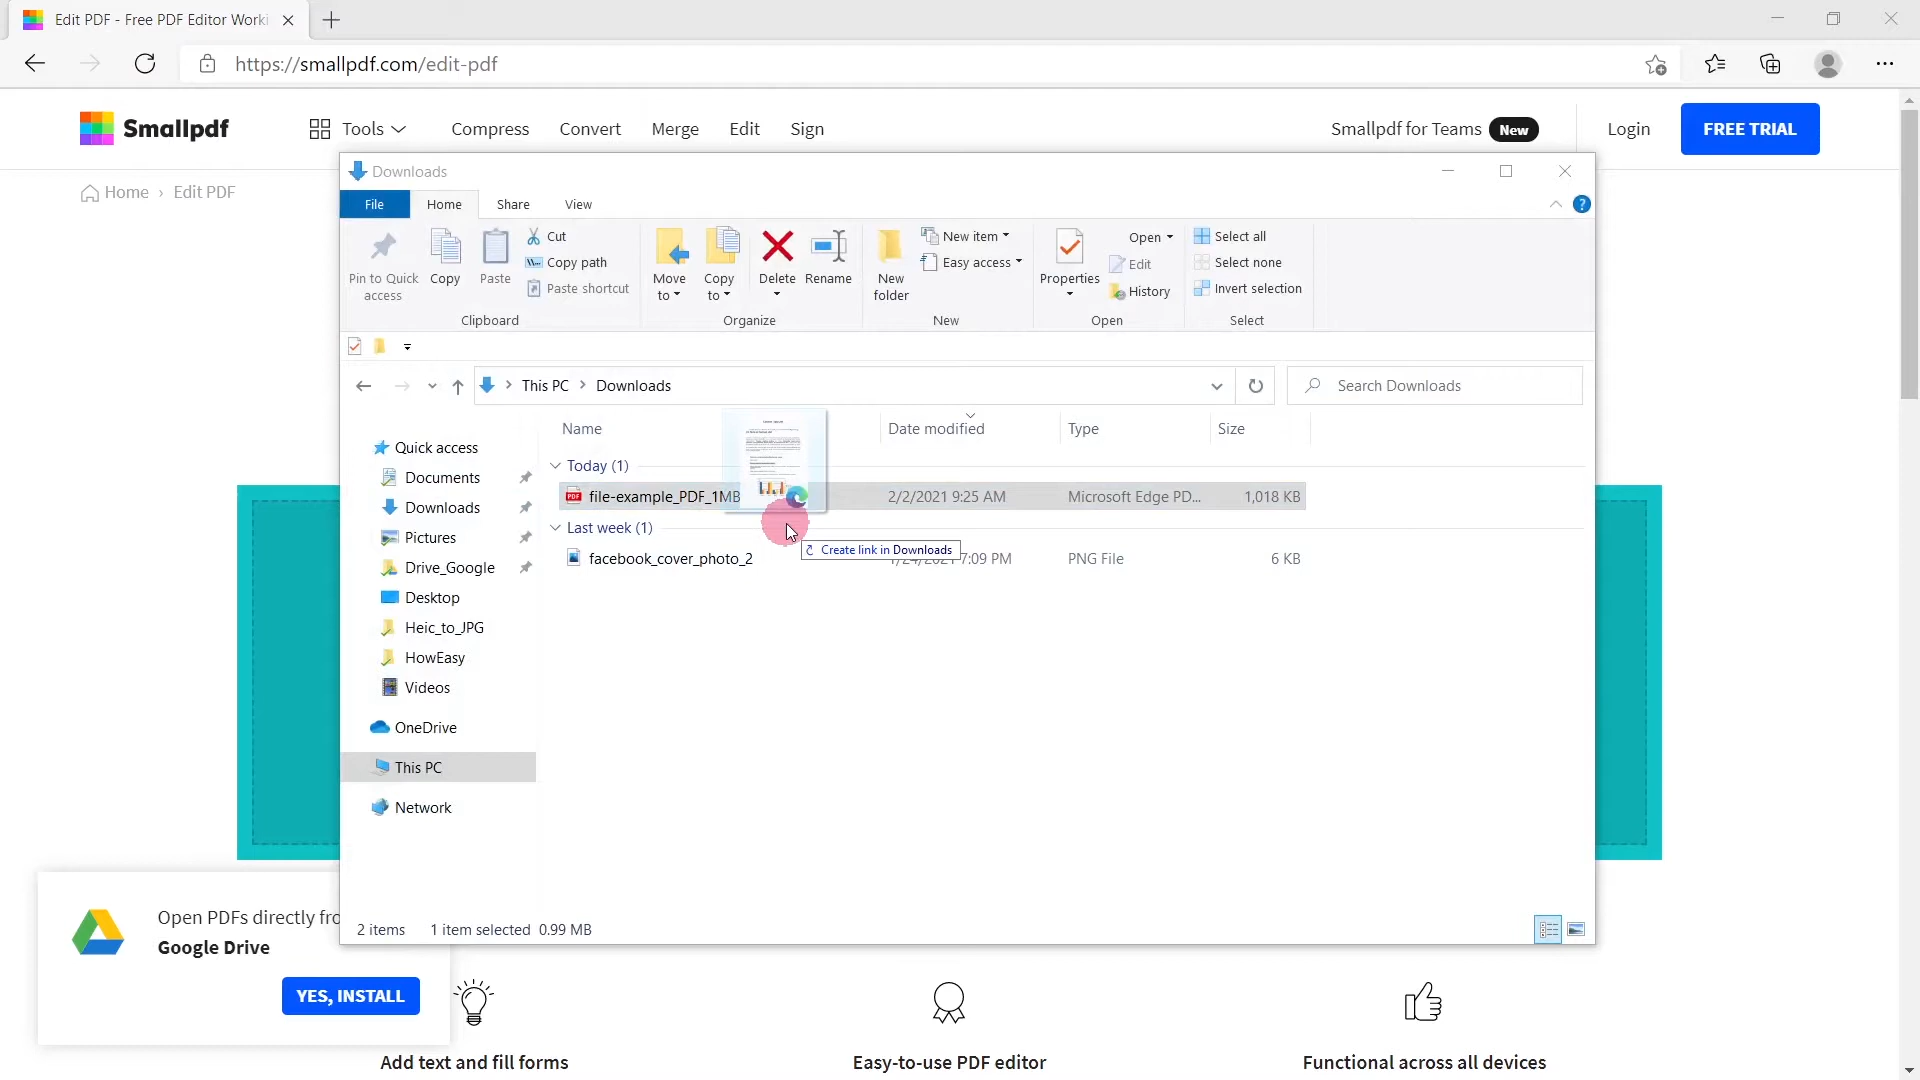 Edit PDF - Free PDF Editor Worki
https://smallpdf.com/edit-pdf
Smallpdf
Tools
Compress
Convert
Merge
Edit
Sign
Smallpdf for Teams New
Login
FREE TRIAL
Home › Edit PDF
Downloads
File
Home
Share
View
Pin to Quick access
Copy
Paste
Cut
Copy path
Paste shortcut
Clipboard
Move to
Copy to
Delete
Rename
Organize
New folder
New item
Easy access
New
Properties
Open
Edit
History
Open
Select all
Select none
Invert selection
Select
This PC > Downloads
Search Downloads
Name
Date modified
Type
Size
Quick access
Documents
Downloads
Pictures
Drive_Google
Desktop
Heic_to_JPG
HowEasy
Videos
OneDrive
This PC
Network
Today (1)
file-example_PDF_1MB 2/2/2021 9:25 AM Microsoft Edge PD... 1,018 KB
Last week (1)
Create link in Downloads
facebook_cover_photo_2 7:09 PM PNG File 6 KB
2 items 1 item selected 0.99 MB
Open PDFs directly fro
Google Drive
YES, INSTALL
Add text and fill forms
Easy-to-use PDF editor
Functional across all devices